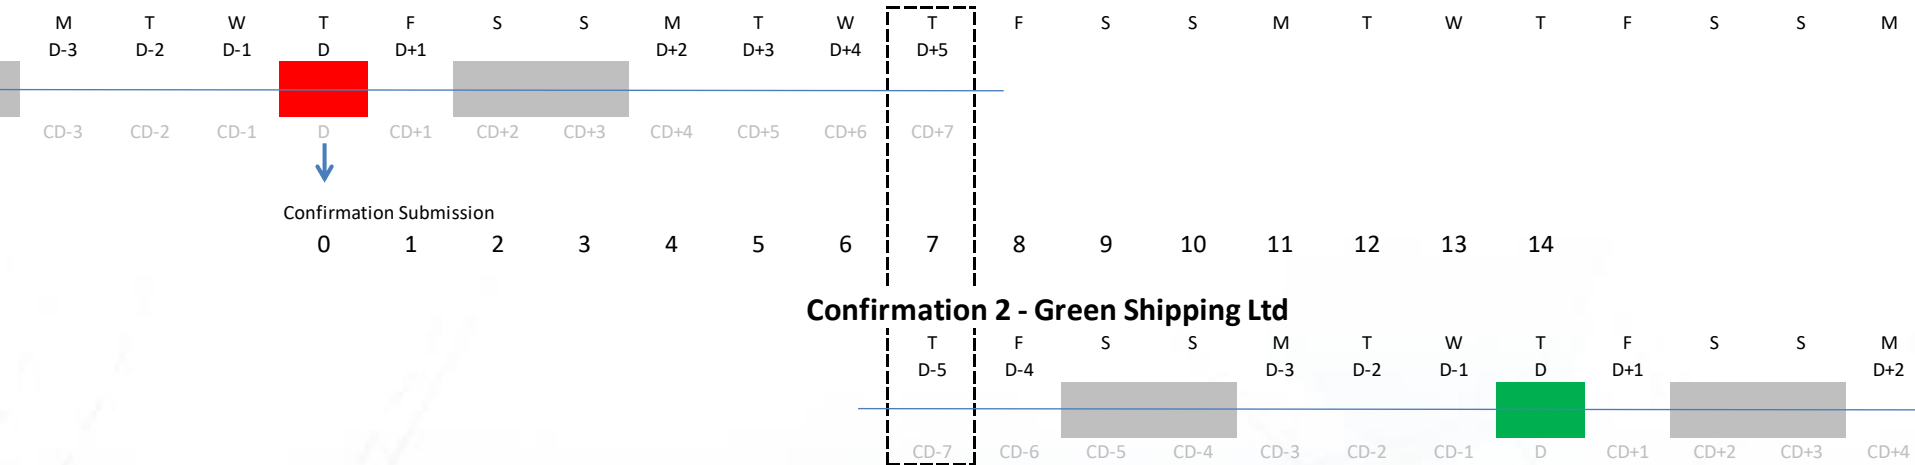 M T W T F S S M T W T F S S M T W T F S S M
D-3 D-2 D-1 D D+1 D+2 D+3 D+4 D+5
CD-3 CD-2 CD-1 D CD+1 CD+2 CD+3 CD+4 CD+5 CD+6 CD+7
Confirmation Submission
0 1 2 3 4 5 6 7 8 9 10 11 12 13 14
Confirmation 2 - Green Shipping Ltd
T F S S M T W T F S S M
D-5 D-4 D-3 D-2 D-1 D D+1 D+2
CD-7 CD-6 CD-5 CD-4 CD-3 CD-2 CD-1 D CD+1 CD+2 CD+3 CD+4